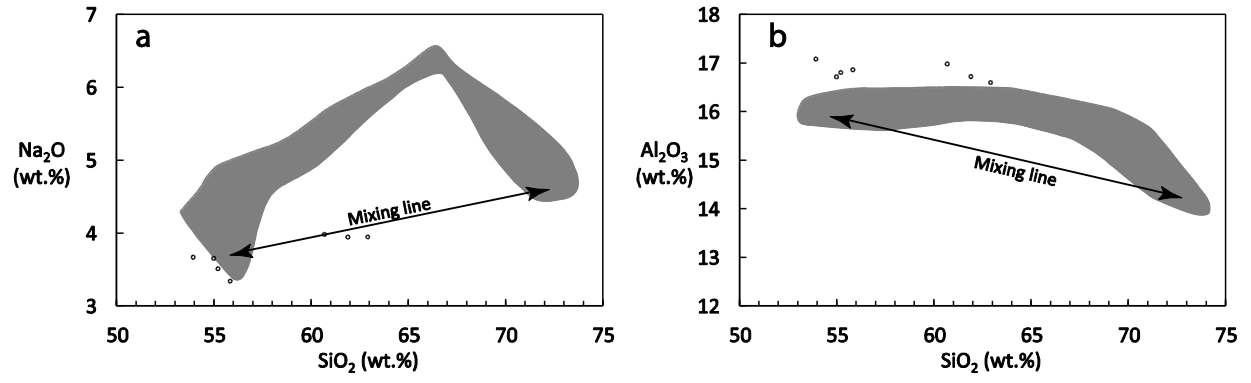 a
7
6
5
4
3
Na₂O
(wt.%)
Mixing line
50
55
60
65
70
75
SiO₂ (wt.%)
b
18
17
16
15
14
13
12
Al₂O₃
(wt.%)
Mixing line
50
55
60
65
70
75
SiO₂ (wt.%)